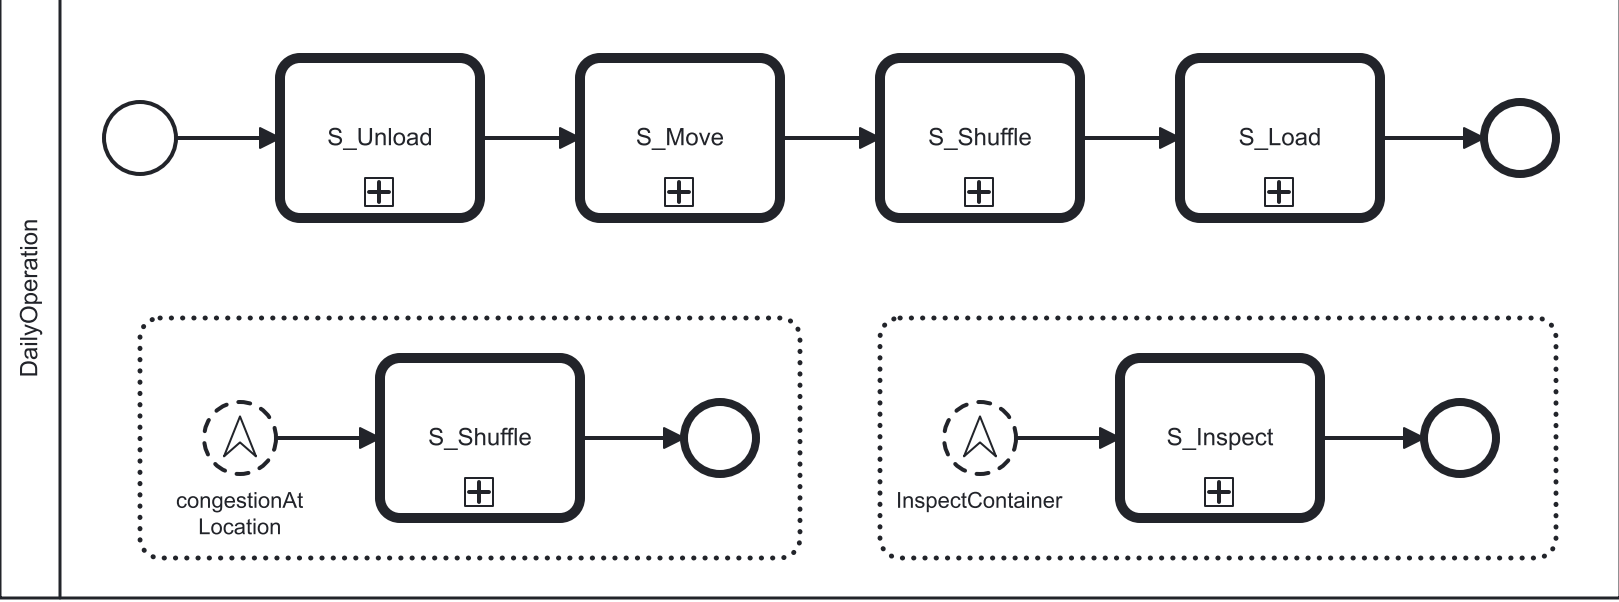 DailyOperation
S_Unload
S_Move
S_Shuffle
S_Load
S_Shuffle
congestionAt
Location
S_Inspect
InspectContainer